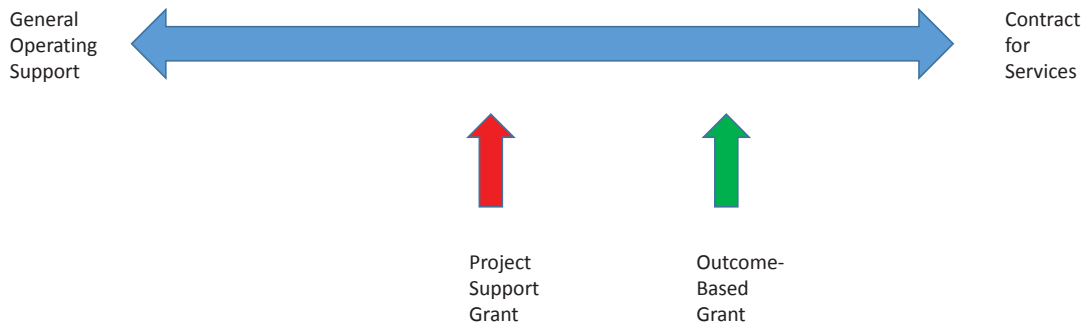 General
Operating
Support
Contract
for
Services
Project
Support
Grant
Outcome-
Based
Grant